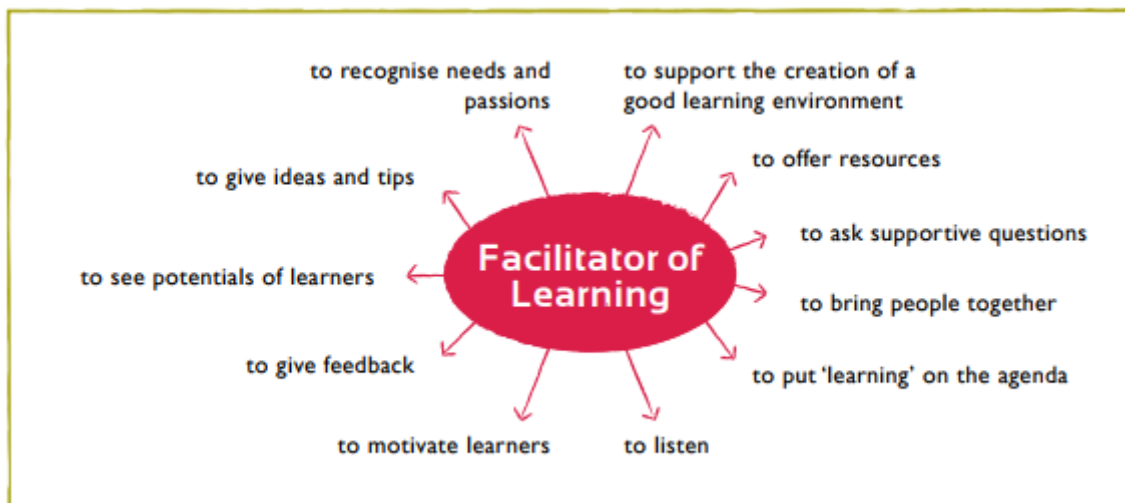 to recognise needs and
passions
to support the creation of a
good learning environment
to give ideas and tips
to offer resources
to ask supportive questions
Facilitator of
Learning
to see potentials of learners
to bring people together
to give feedback
to put ‘learning’ on the agenda
to motivate learners
to listen